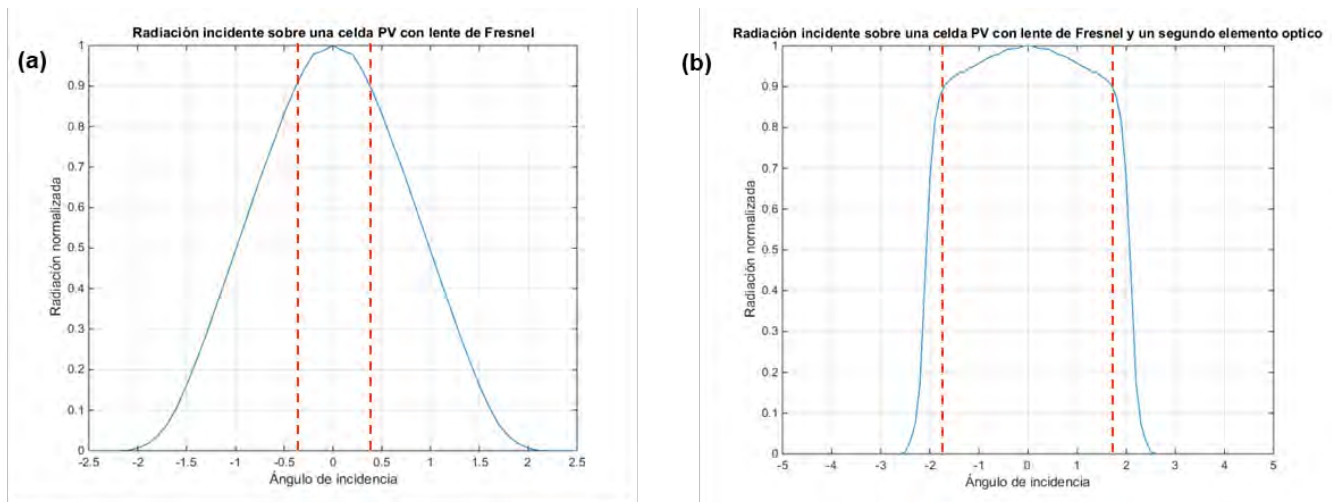 (a)
Radiación incidente sobre una celda PV con lente de Fresnel
1
0.9
0.8
0.7
0.6
0.5
0.4
0.3
0.2
0.1
0
Radiación normalizada
-2.5 -2 -1.5 -1 -0.5 0 0.5 1 1.5 2 2.5
Ángulo de incidencia
(b)
Radiación incidente sobre una celda PV con lente de Fresnel y un segundo elemento optico
1
0.9
0.8
0.7
0.6
0.5
0.4
0.3
0.2
0.1
0
Radiación normalizada
-5 -4 -3 -2 -1 0 1 2 3 4 5
Ángulo de incidencia